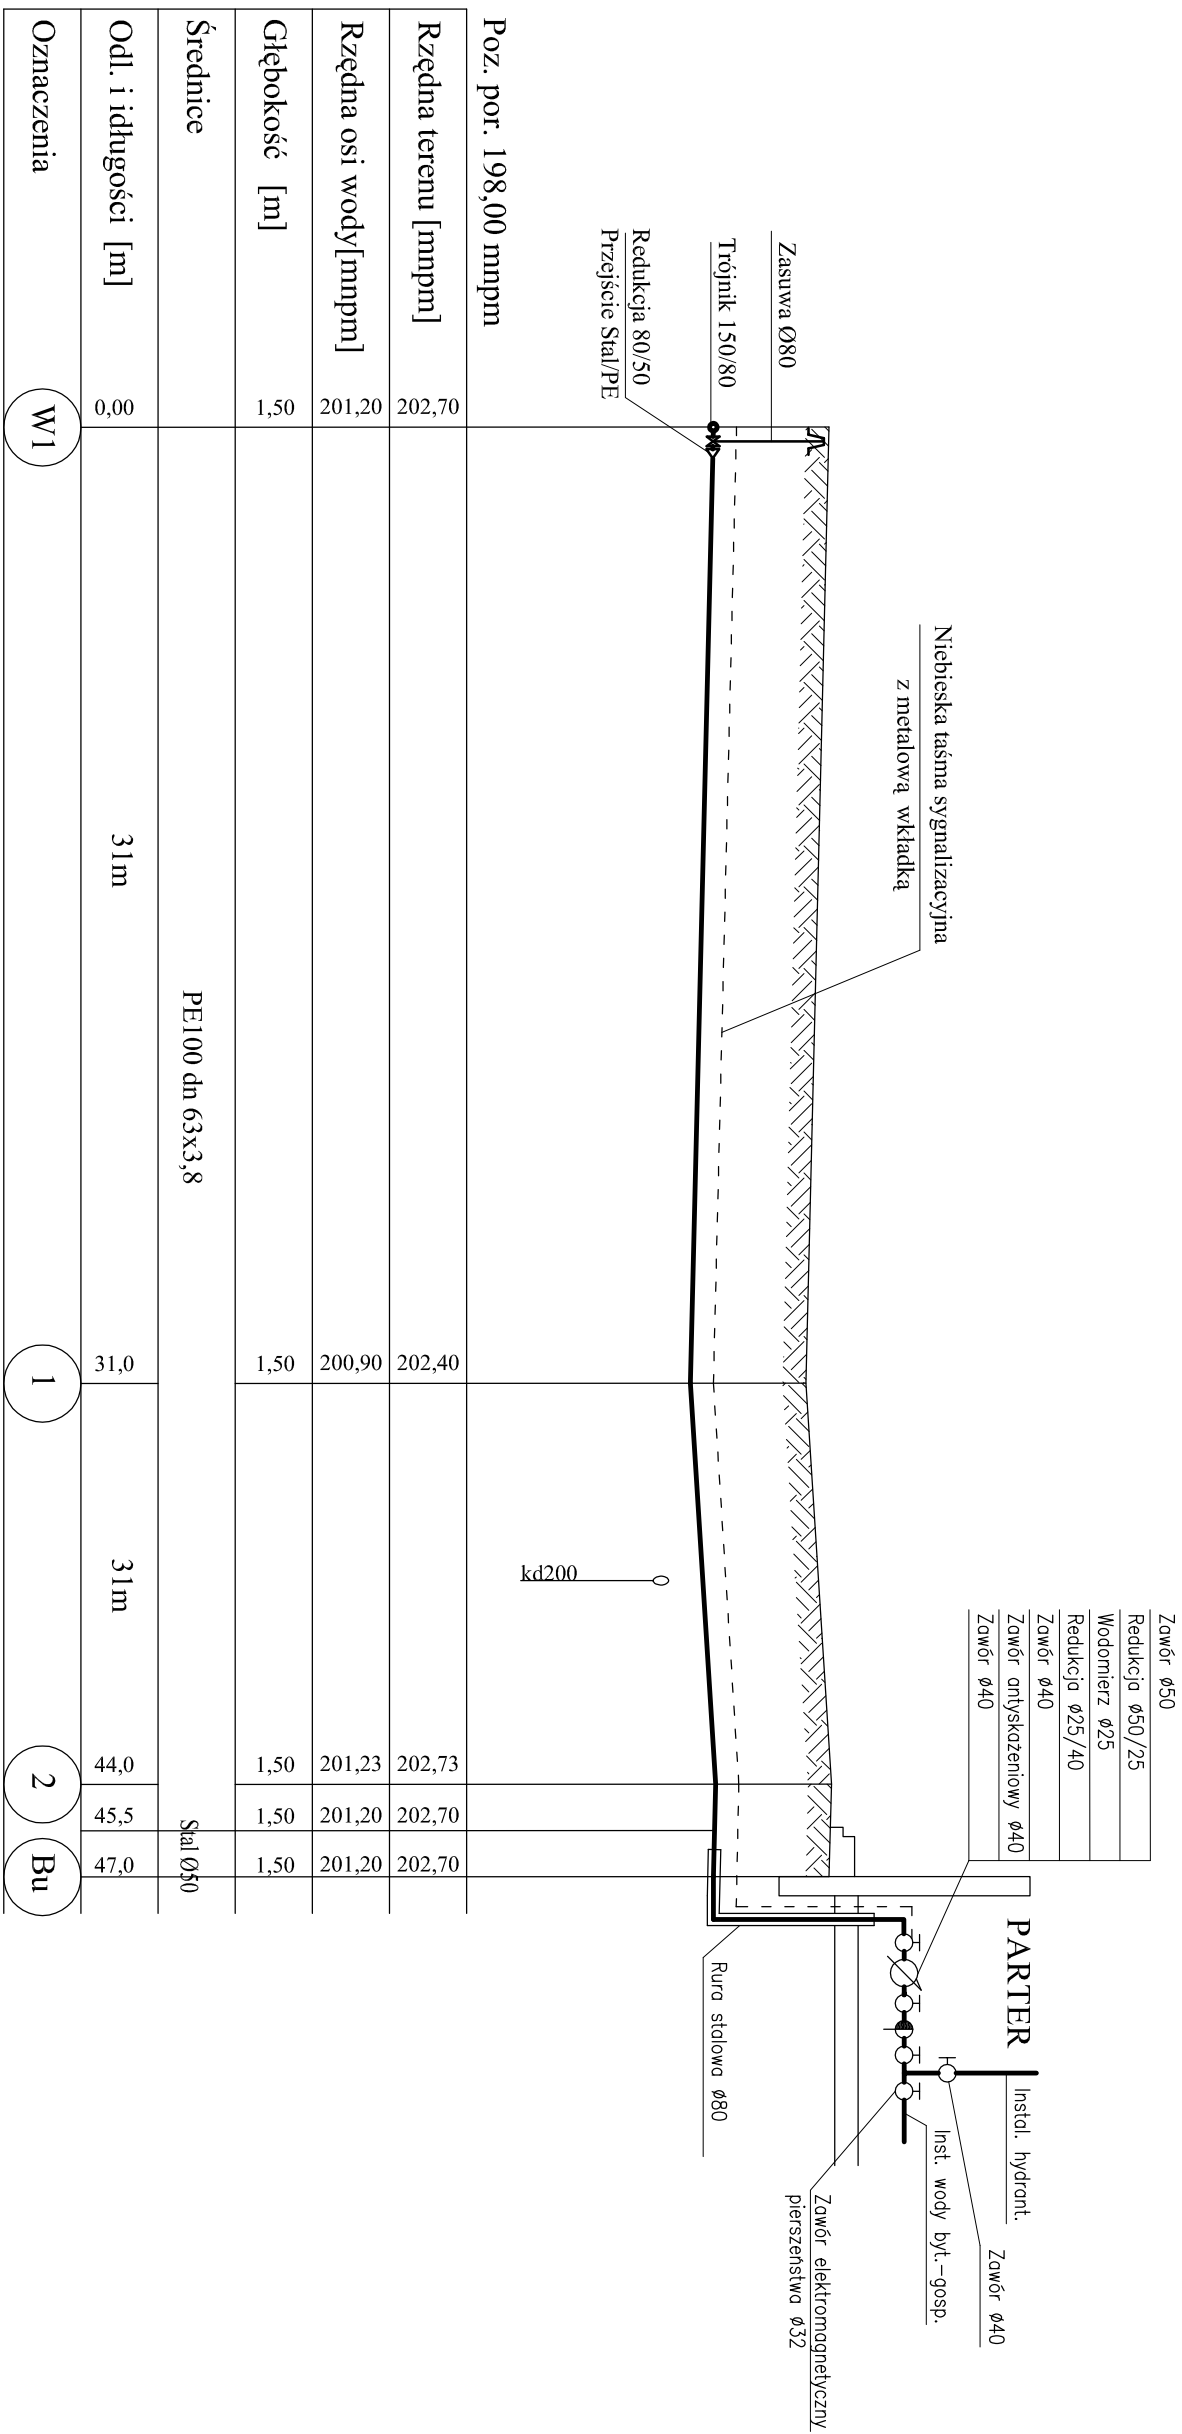 Zawór ø50
Redukcja ø50/25
Wodomierz ø25
Redukcja ø25/40
Zawór ø40
Zawór antyskażeniowy ø40
Zawór ø40
PARTER
Instal. hydrant.
Zawór ø40
Inst. wody byt.-gosp.
Zawór elektromagnetyczny
pierszeństwa ø32
Rura stalowa ø80
Niebieska taśma sygnalizacyjna
z metalową wkładką
Zasuwa Ø80
Trójnik 150/80
Redukcja 80/50
Przejście Stal/PE
kd200
Poz. por. 198,00 mnpm
Rzędna terenu [mnpm] 202,70 202,40 202,73 202,70 202,70
Rzędna osi wody[mnpm] 201,20 200,90 201,23 201,20 201,20
Głębokość [m] 1,50 1,50 1,50 1,50 1,50
Średnice PE100 dn 63x3,8 Stal Ø50
Odl. i idługości [m] 0,00 31m 31,0 31m 44,0 45,5 47,0
Oznaczenia W1 1 2 Bu